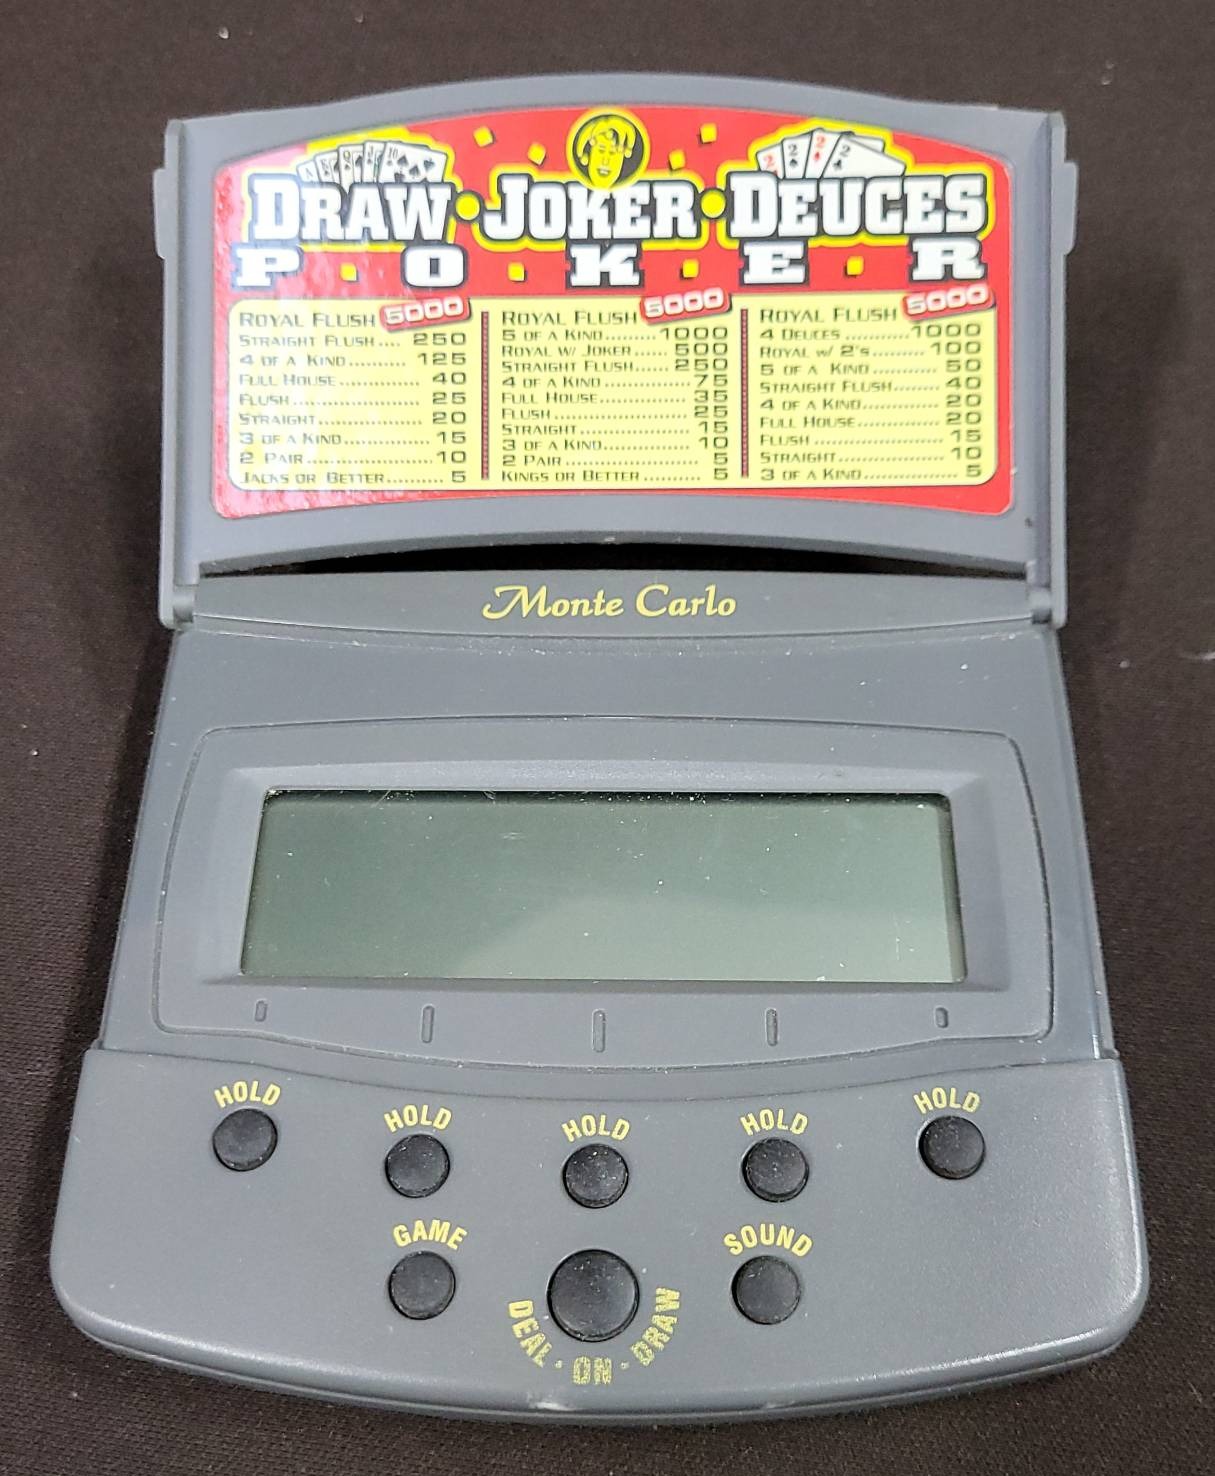 DRAW • JOKER • DEUCES
P • O • K • E • R
ROYAL FLUSH 5000
STRAIGHT FLUSH.... 250
4 OF A KIND.......... 125
FULL HOUSE............... 40
FLUSH........................ 25
STRAIGHT.................... 20
3 OF A KIND............... 15
2 PAIR........................ 10
JACKS OR BETTER.......... 5
ROYAL FLUSH 5000
5 OF A KIND..........1000
ROYAL W/ JOKER...... 500
STRAIGHT FLUSH...... 250
4 OF A KIND............... 75
FULL HOUSE............... 35
FLUSH........................ 25
STRAIGHT.................... 15
3 OF A KIND............... 10
2 PAIR........................ 5
KINGS OR BETTER.......... 5
ROYAL FLUSH 5000
4 DEUCES ............1000
ROYAL W/ 2's......... 100
5 OF A KIND.............. 50
STRAIGHT FLUSH....... 40
4 OF A KIND.............. 20
FULL HOUSE............... 20
FLUSH ...................... 15
STRAIGHT................... 10
3 OF A KIND................ 5
Monte Carlo
HOLD HOLD HOLD HOLD HOLD
GAME SOUND
DEAL · ON · DRAW